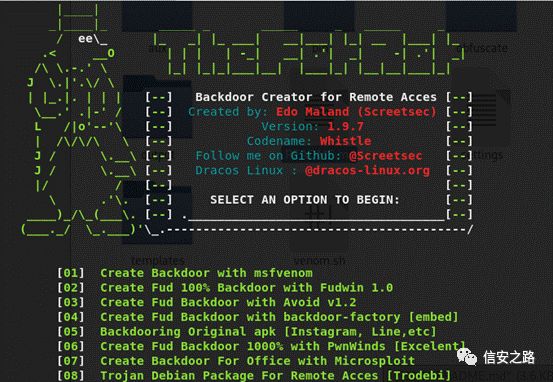 Backdoor Creator for Remote Acces [--]
[--] Created by: Edo Maland (Screetsec) [--]
[--] Version: 1.9.7 [--]
[--] Codename: Whistle [--]
[--] Follow me on Github: @Screetsec [--]
[--] Dracos Linux : @dracos-linux.org [--]
[--] [--]
[--] SELECT AN OPTION TO BEGIN: [--]
[--] .___________________________________[--]
templates
venom.sh
[01] Create Backdoor with msfvenom
[02] Create Fud 100% Backdoor with Fudwin 1.0
[03] Create Fud Backdoor with Avoid v1.2
[04] Create Fud Backdoor with backdoor-factory [embed]
[05] Backdooring Original apk [Instagram, Line,etc]
[06] Create Fud Backdoor 1000% with PwnWinds [Excelent]
[07] Create Backdoor For Office with Microsploit
[08] Trojan Debian Package For Remote Acces [Trodebi]
信安之路